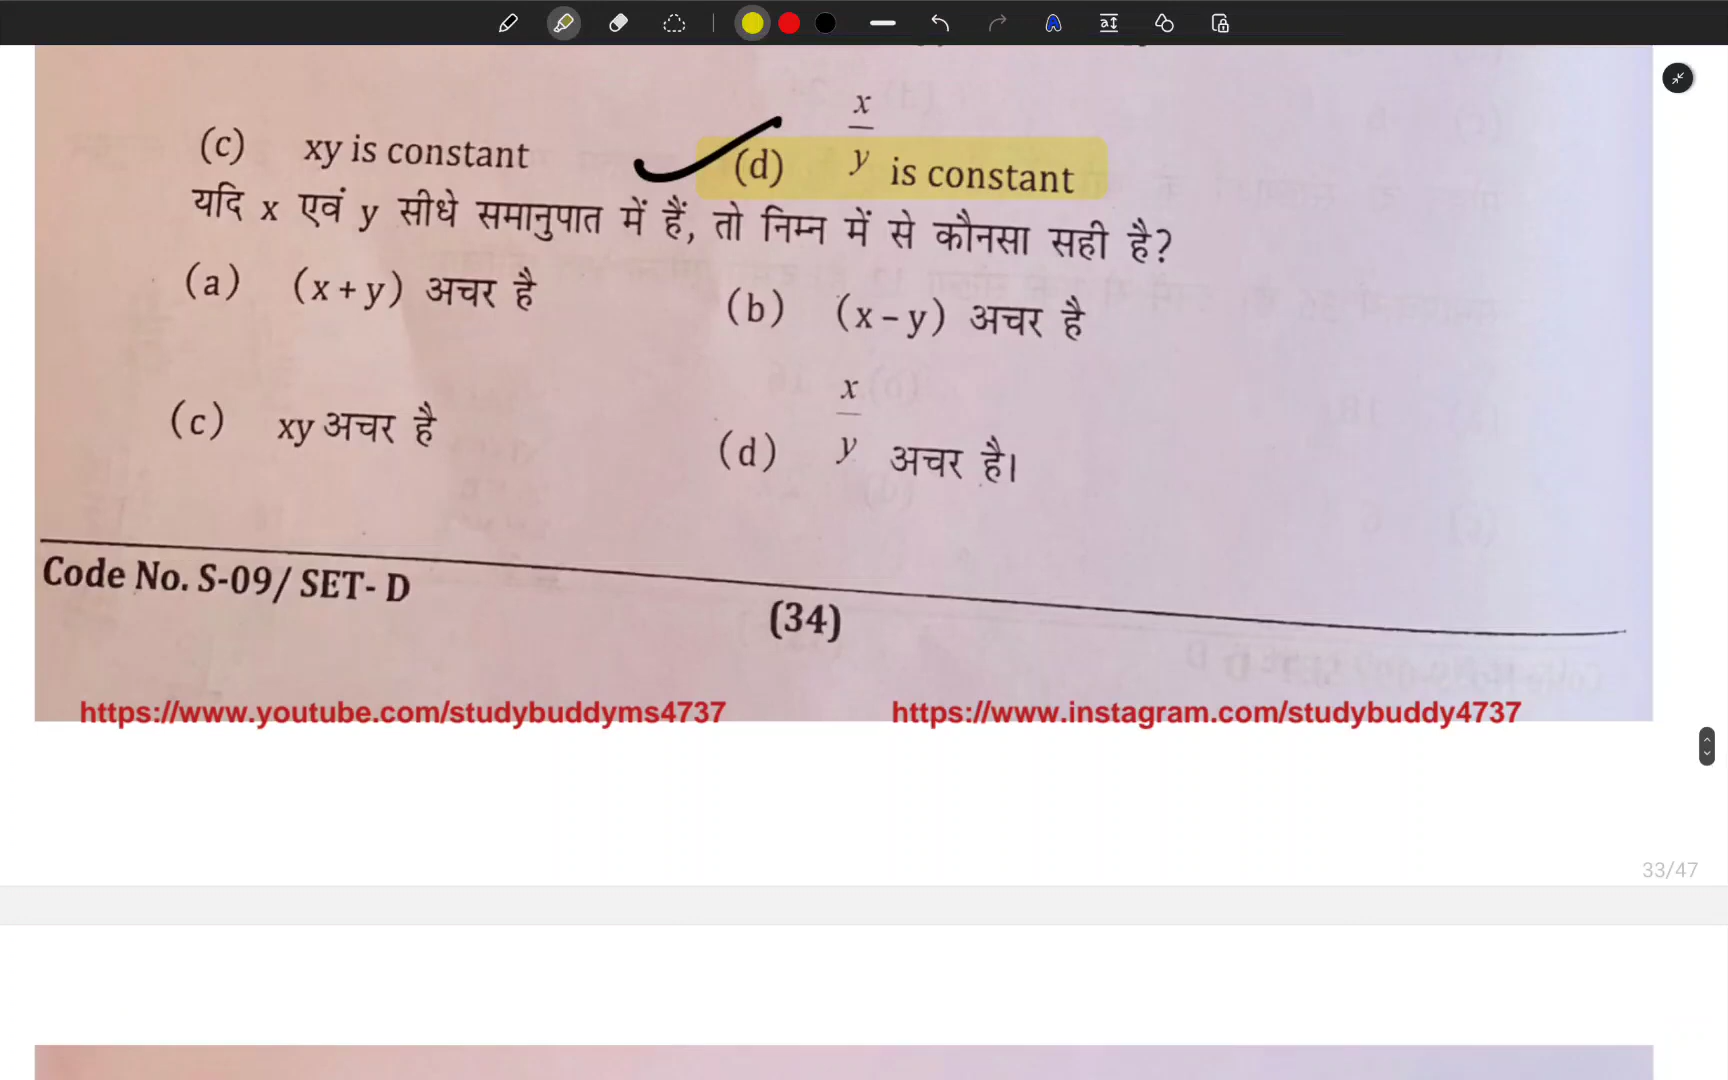 x
(c) xy is constant (d) y is constant
यदि x एवं y सीधे समानुपात में हैं, तो निम्न में से कौनसा सही है?
(a) (x + y) अचर है (b) (x – y) अचर है
x
(c) xy अचर है (d) y अचर है।
Code No. S-09/ SET- D
(34)
https://www.youtube.com/studybuddyms4737 https://www.instagram.com/studybuddy4737
33/47